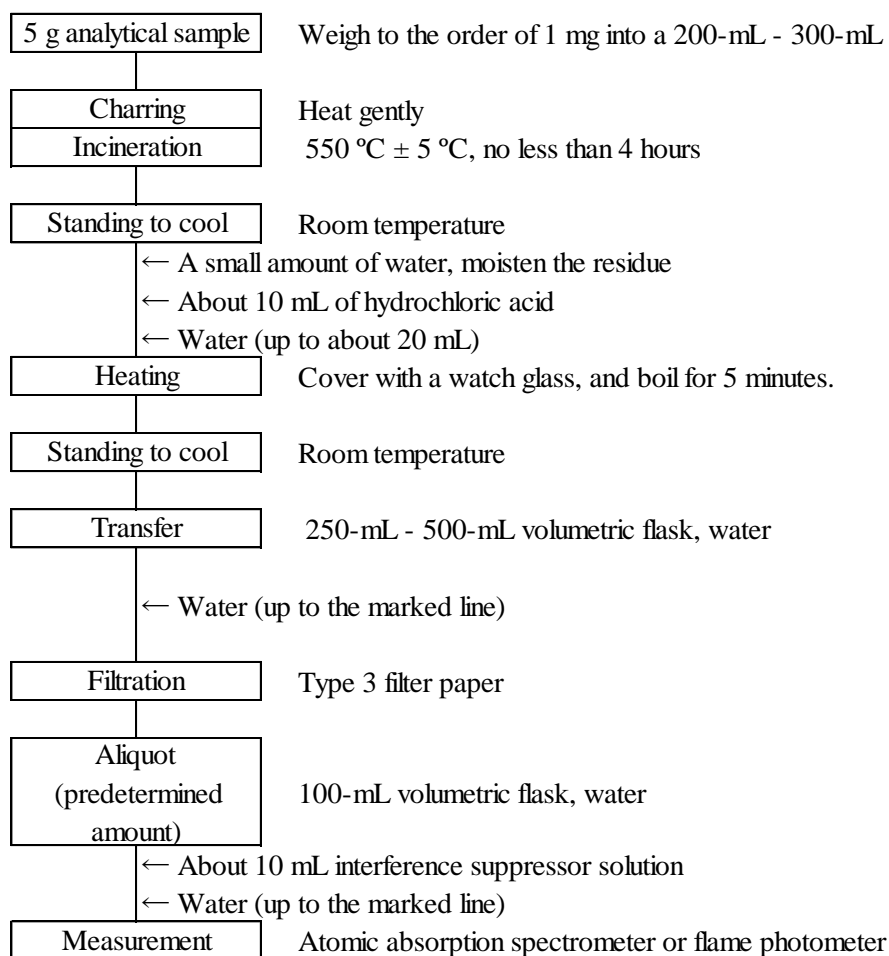 5 g analytical sample Weigh to the order of 1 mg into a 200-mL - 300-mL
Charring Heat gently
Incineration 550 ºC ± 5 ºC, no less than 4 hours
Standing to cool Room temperature
← A small amount of water, moisten the residue
← About 10 mL of hydrochloric acid
← Water (up to about 20 mL)
Heating Cover with a watch glass, and boil for 5 minutes.
Standing to cool Room temperature
Transfer 250-mL - 500-mL volumetric flask, water
← Water (up to the marked line)
Filtration Type 3 filter paper
Aliquot
(predetermined 100-mL volumetric flask, water
amount)
← About 10 mL interference suppressor solution
← Water (up to the marked line)
Measurement Atomic absorption spectrometer or flame photometer